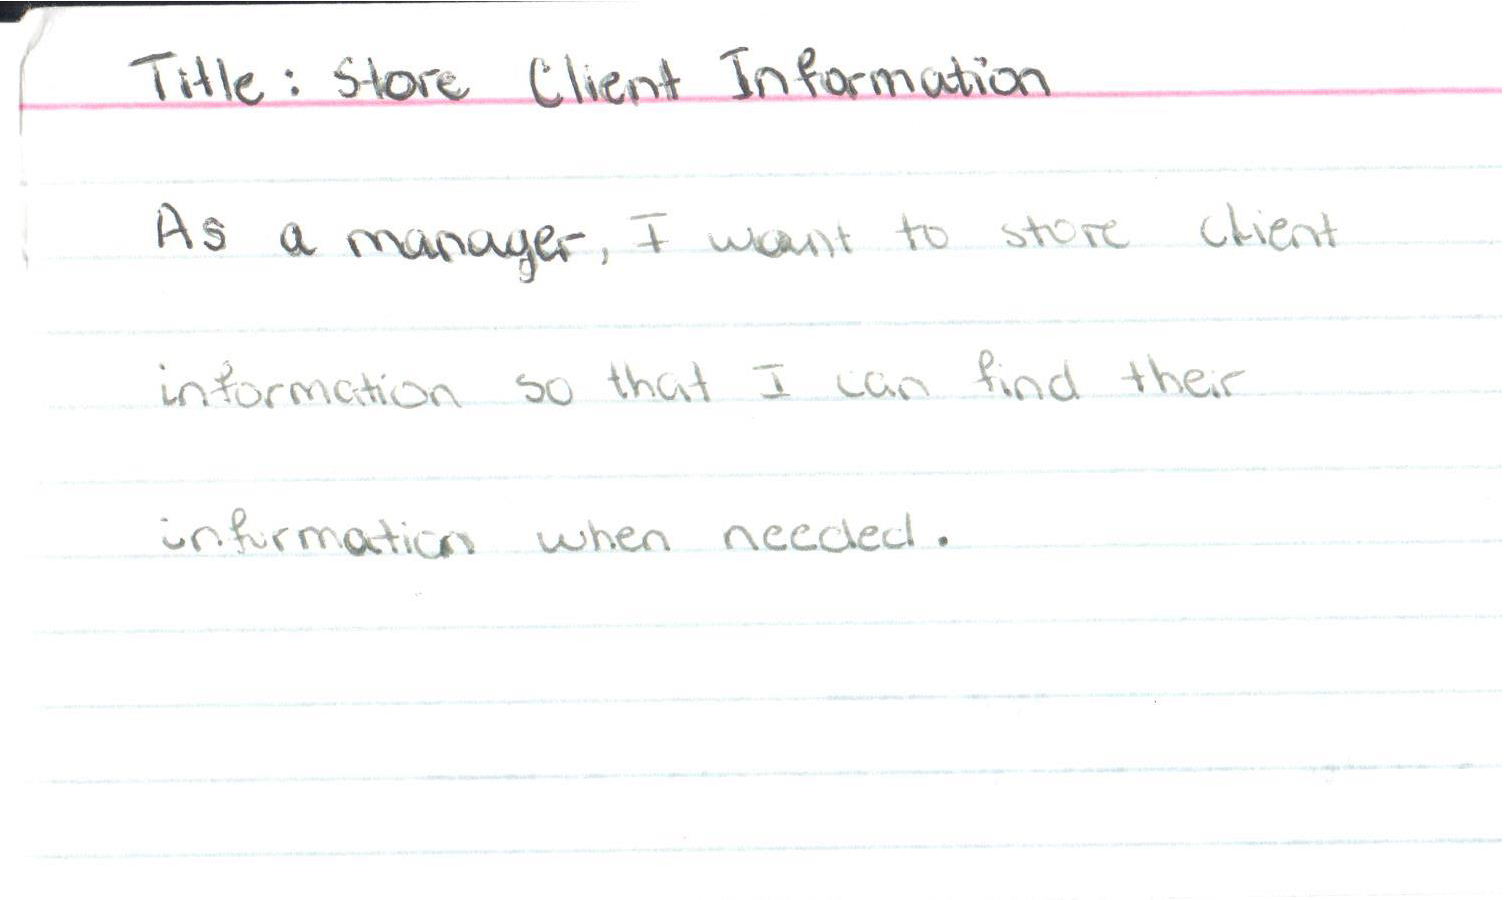 Title: Store Client Information
As a manager, I want to store client
information so that I can find their
information when needed.